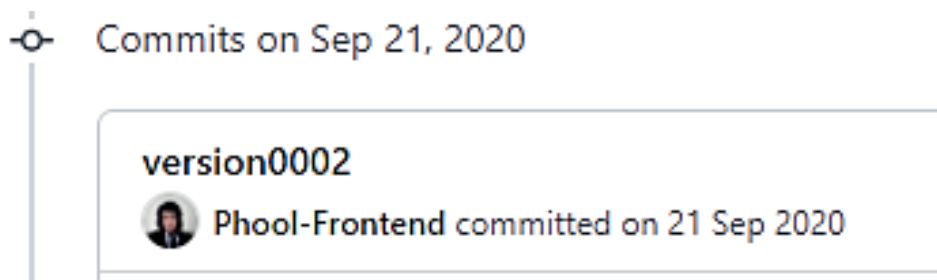 Commits on Sep 21, 2020
version0002
Phool-Frontend committed on 21 Sep 2020